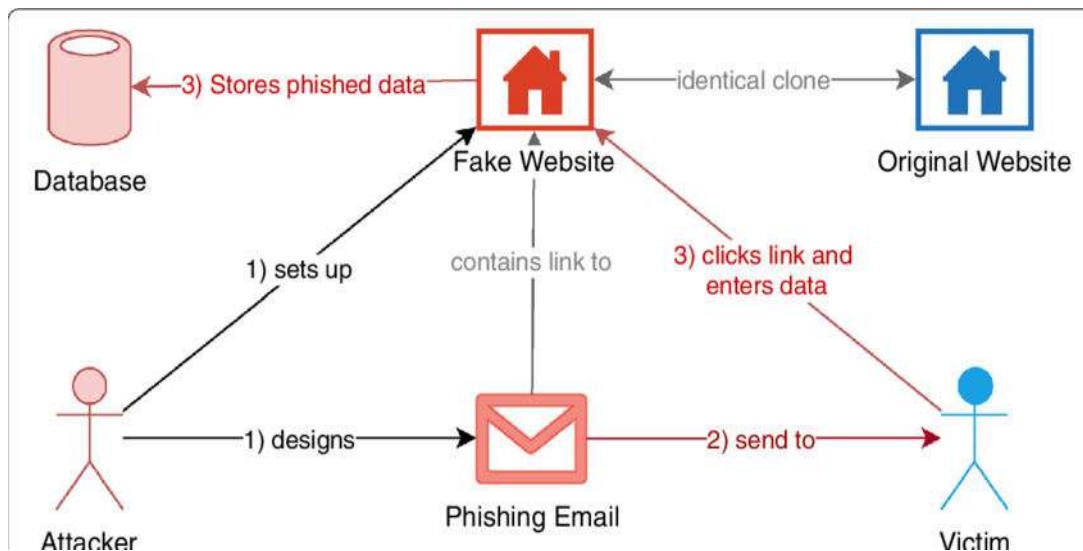 3) Stores phished data
identical clone
Database
Fake Website
Original Website
1) sets up
contains link to
3) clicks link and
enters data
1) designs
2) send to
Attacker
Phishing Email
Victim